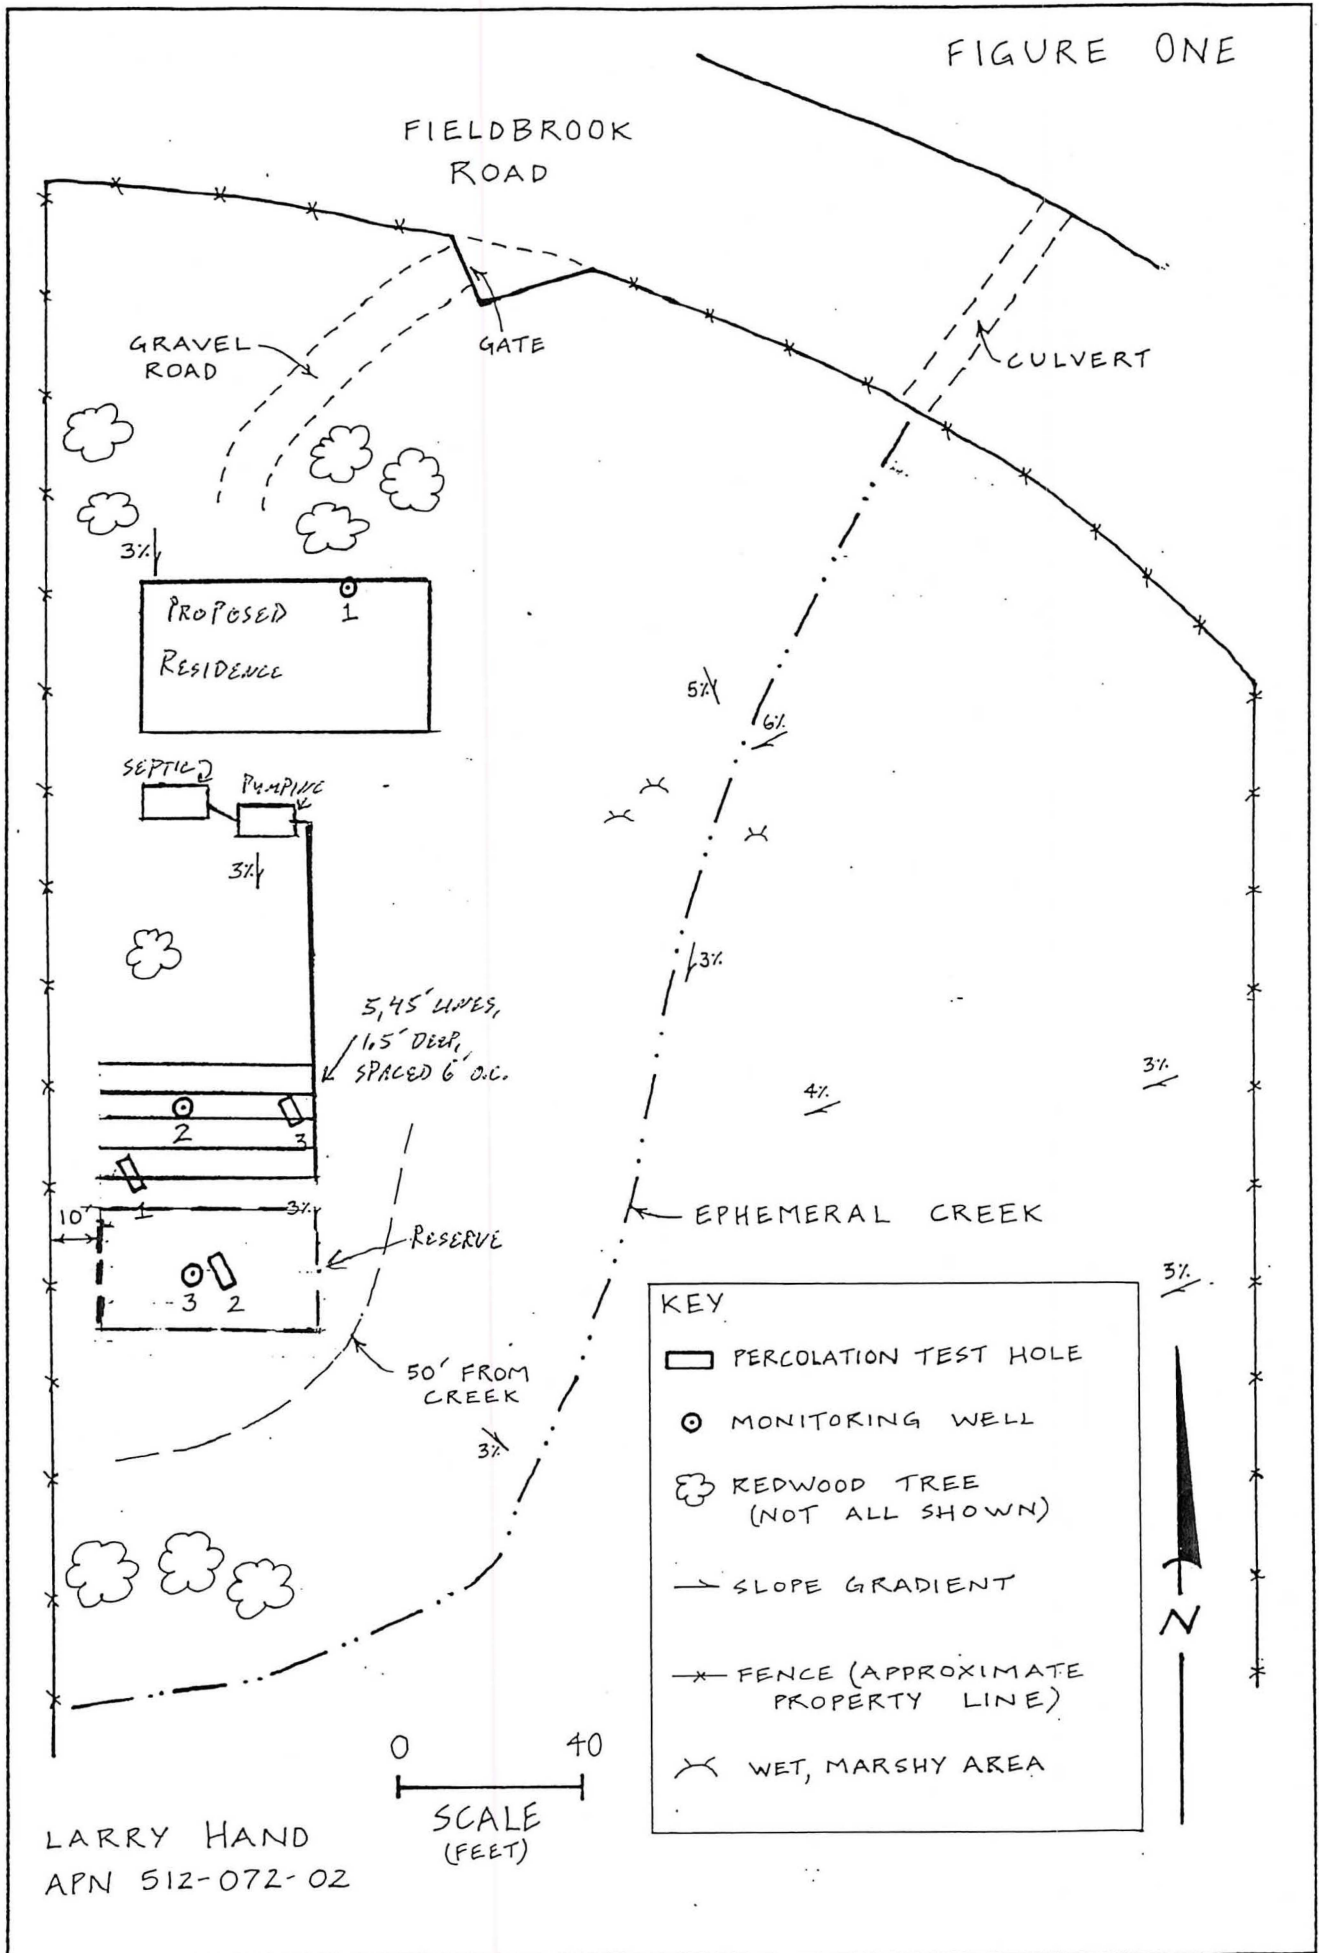 FIGURE ONE
FIELDBROOK
ROAD
GRAVEL
ROAD
GATE
CULVERT
3%
PROPOSED
1
RESIDENCE
5%
6%
SEPTIC
PUMPING
3%
3%
5, 45' LINES,
1.5' DEEP,
SPACED 6' O.C.
2
3
4%
3%
1
10'
3%
RESERVE
EPHEMERAL CREEK
3
2
3%
50' FROM
CREEK
3%
KEY
PERCOLATION TEST HOLE
MONITORING WELL
REDWOOD TREE
(NOT ALL SHOWN)
SLOPE GRADIENT
FENCE (APPROXIMATE
PROPERTY LINE)
WET, MARSHY AREA
N
0 40
SCALE
(FEET)
LARRY HAND
APN 512-072-02